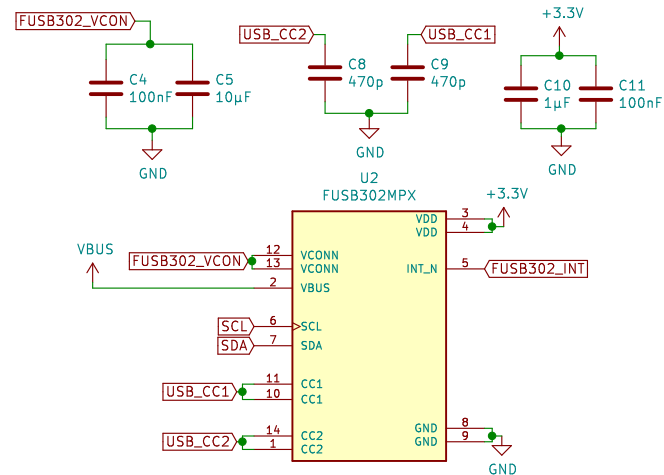 FUSB302_VCON
C4
100nF
C5
10µF
GND
USB_CC2
USB_CC1
C8
470p
C9
470p
GND
+3.3V
C10
1µF
C11
100nF
GND
U2
FUSB302MPX
+3.3V
VDD 3
VDD 4
VBUS
FUSB302_VCON
12 VCONN
13 VCONN
2 VBUS
INT_N 5 FUSB302_INT
SCL 6 SCL
SDA 7 SDA
USB_CC1
11 CC1
10 CC1
USB_CC2
14 CC2
1 CC2
GND 8
GND 9
GND